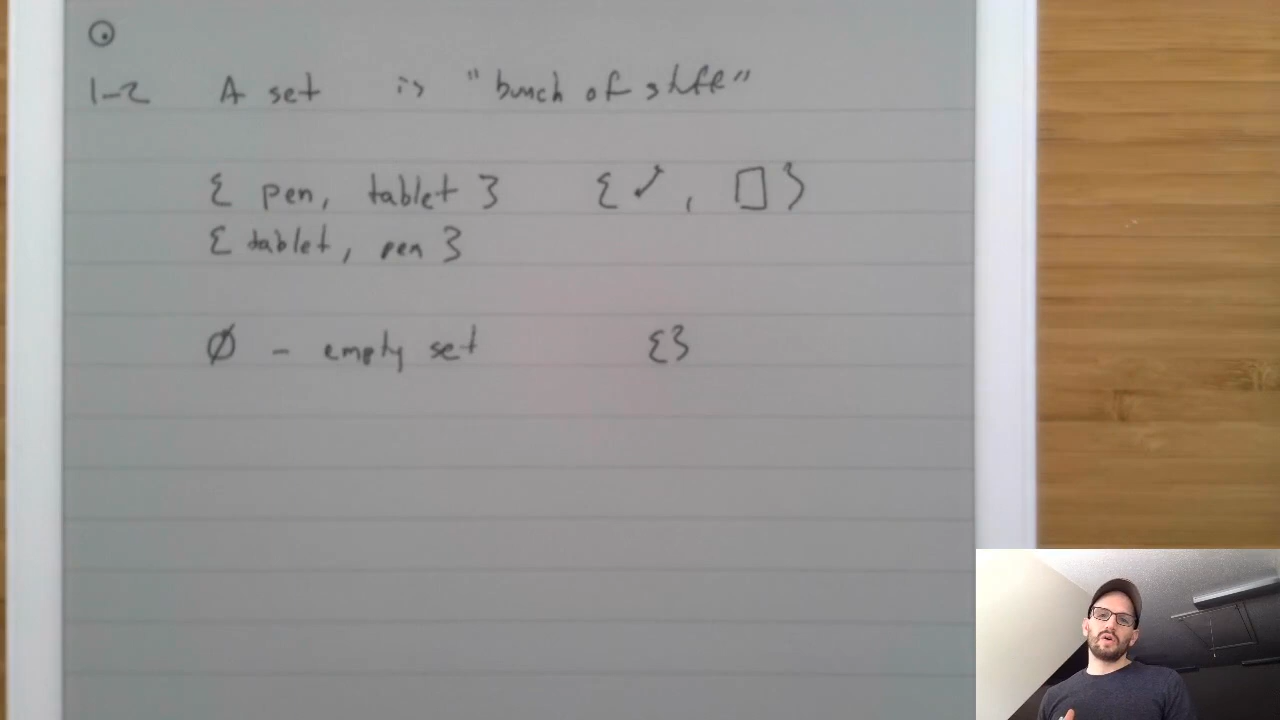 1-2 A set is "bunch of stuff"
{ pen, tablet } { , }
{ tablet, pen }
∅ - empty set {}